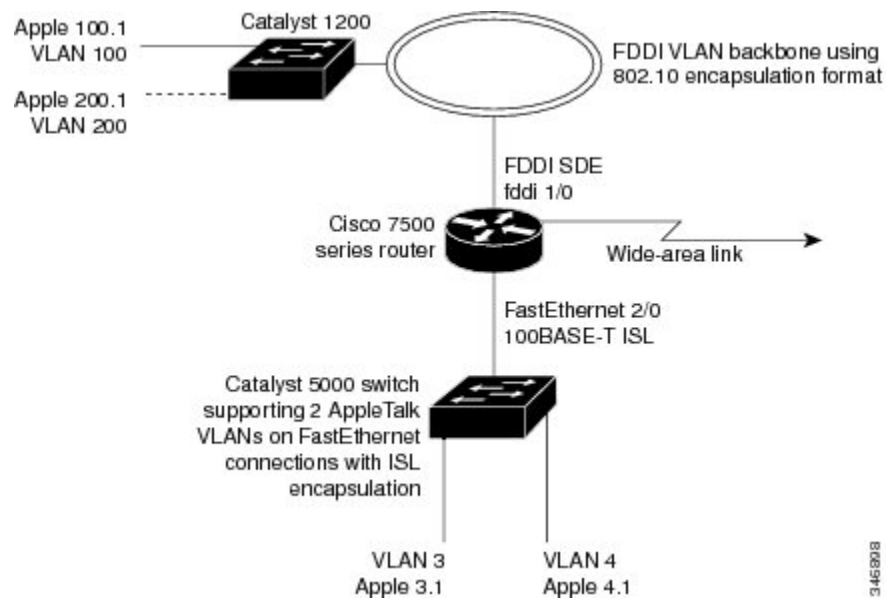 Apple 100.1
VLAN 100
Catalyst 1200
Apple 200.1
VLAN 200
FDDI VLAN backbone using
802.10 encapsulation format
FDDI SDE
fddi 1/0
Cisco 7500
series router
Wide-area link
FastEthernet 2/0
100BASE-T ISL
Catalyst 5000 switch
supporting 2 AppleTalk
VLANs on FastEthernet
connections with ISL
encapsulation
VLAN 3
Apple 3.1
VLAN 4
Apple 4.1
346898